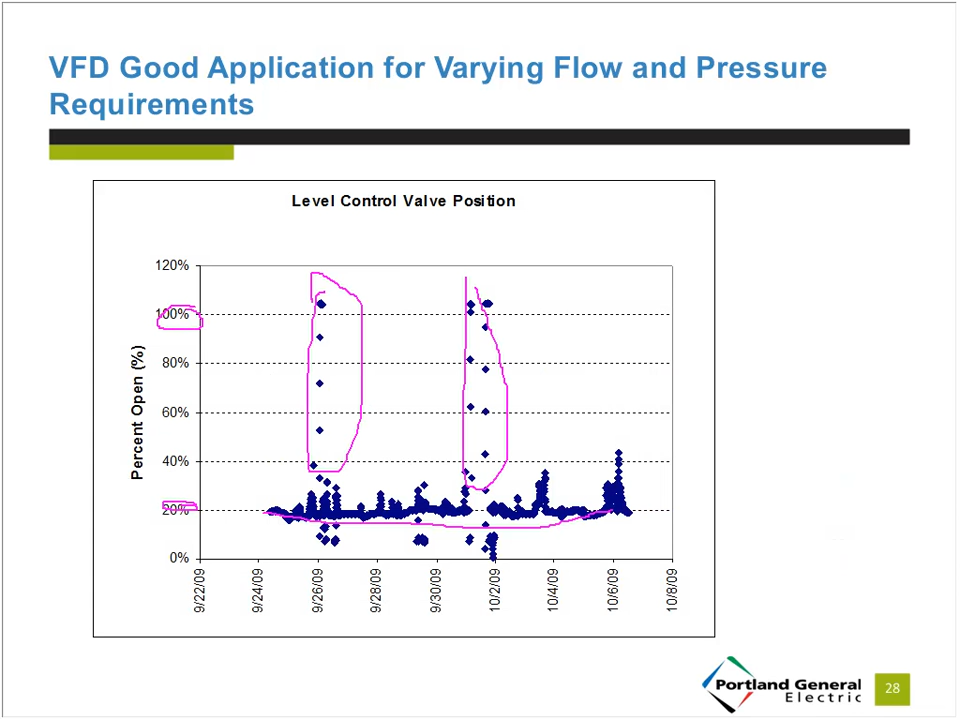 VFD Good Application for Varying Flow and Pressure
Requirements
Level Control Valve Position
120%
100%
80%
60%
40%
20%
0%
Percent Open (%)
9/22/09
9/24/09
9/26/09
9/28/09
9/30/09
10/2/09
10/4/09
10/6/09
10/8/09
Portland General
Electric
28